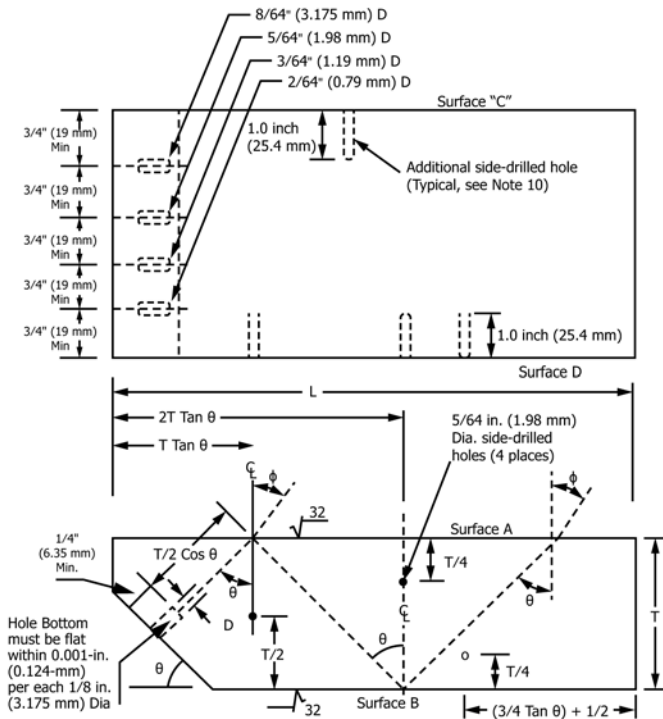 8/64" (3.175 mm) D
5/64" (1.98 mm) D
3/64" (1.19 mm) D
2/64" (0.79 mm) D
Surface "C"
3/4" (19 mm)
Min
1.0 inch
(25.4 mm)
Additional side-drilled hole
(Typical, see Note 10)
3/4" (19 mm)
Min
3/4" (19 mm)
Min
3/4" (19 mm)
Min
3/4" (19 mm)
Min
1.0 inch (25.4 mm)
Surface D
L
2T Tan θ
T Tan θ
5/64 in. (1.98 mm)
Dia. side-drilled
holes (4 places)
℄
ϕ
ϕ
32
Surface A
1/4"
(6.35 mm)
Min.
T/2 Cos θ
T/4
θ
θ
℄
T
Hole Bottom
must be flat
within 0.001-in.
(0.124-mm)
per each 1/8 in.
(3.175 mm) Dia
D
T/2
θ
θ
T/4
32
Surface B
(3/4 Tan θ) + 1/2